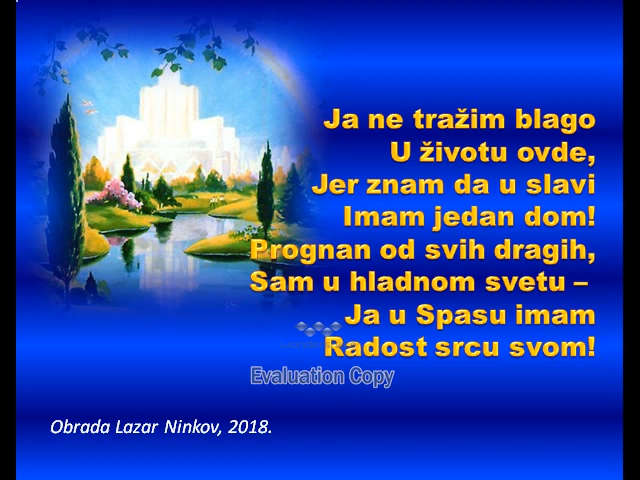 Ja ne tražim blago
U životu ovde,
Jer znam da u slavi
Imam jedan dom!
Prognan od svih dragih,
Sam u hladnom svetu –
Ja u Spasu imam
Radost srcu svom!
Evaluation Copy
Obrada Lazar Ninkov, 2018.